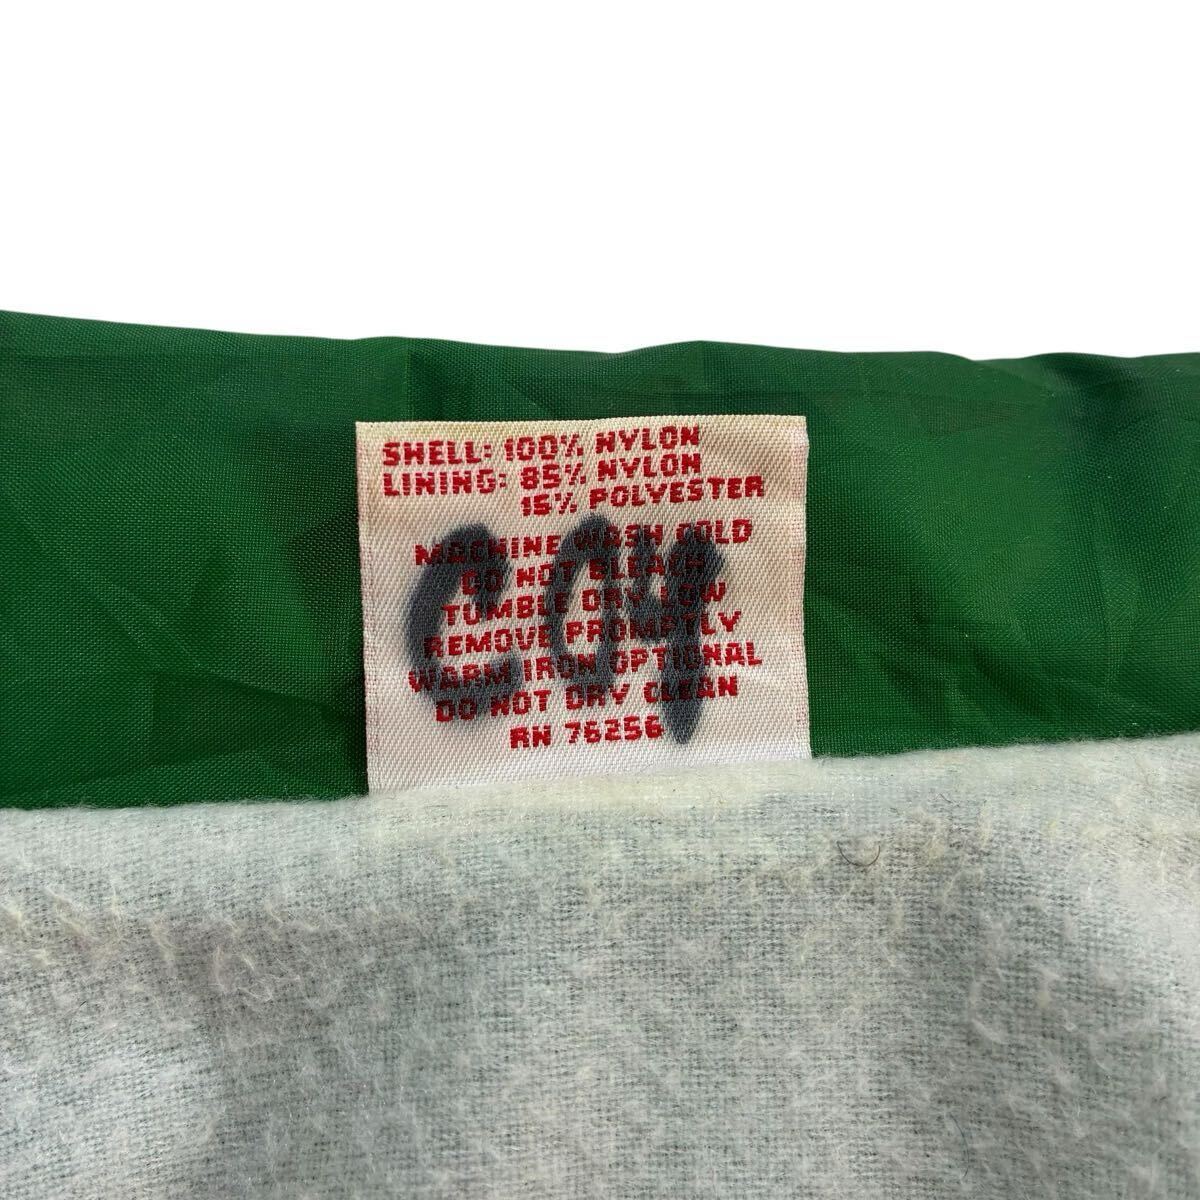 SHELL: 100% NYLON
LINING: 85% NYLON
15% POLYESTER
MACHINE WASH COLD
DO NOT BLEACH
TUMBLE DRY LOW
REMOVE PROMPTLY
WARM IRON OPTIONAL
DO NOT DRY CLEAN
RN 76256